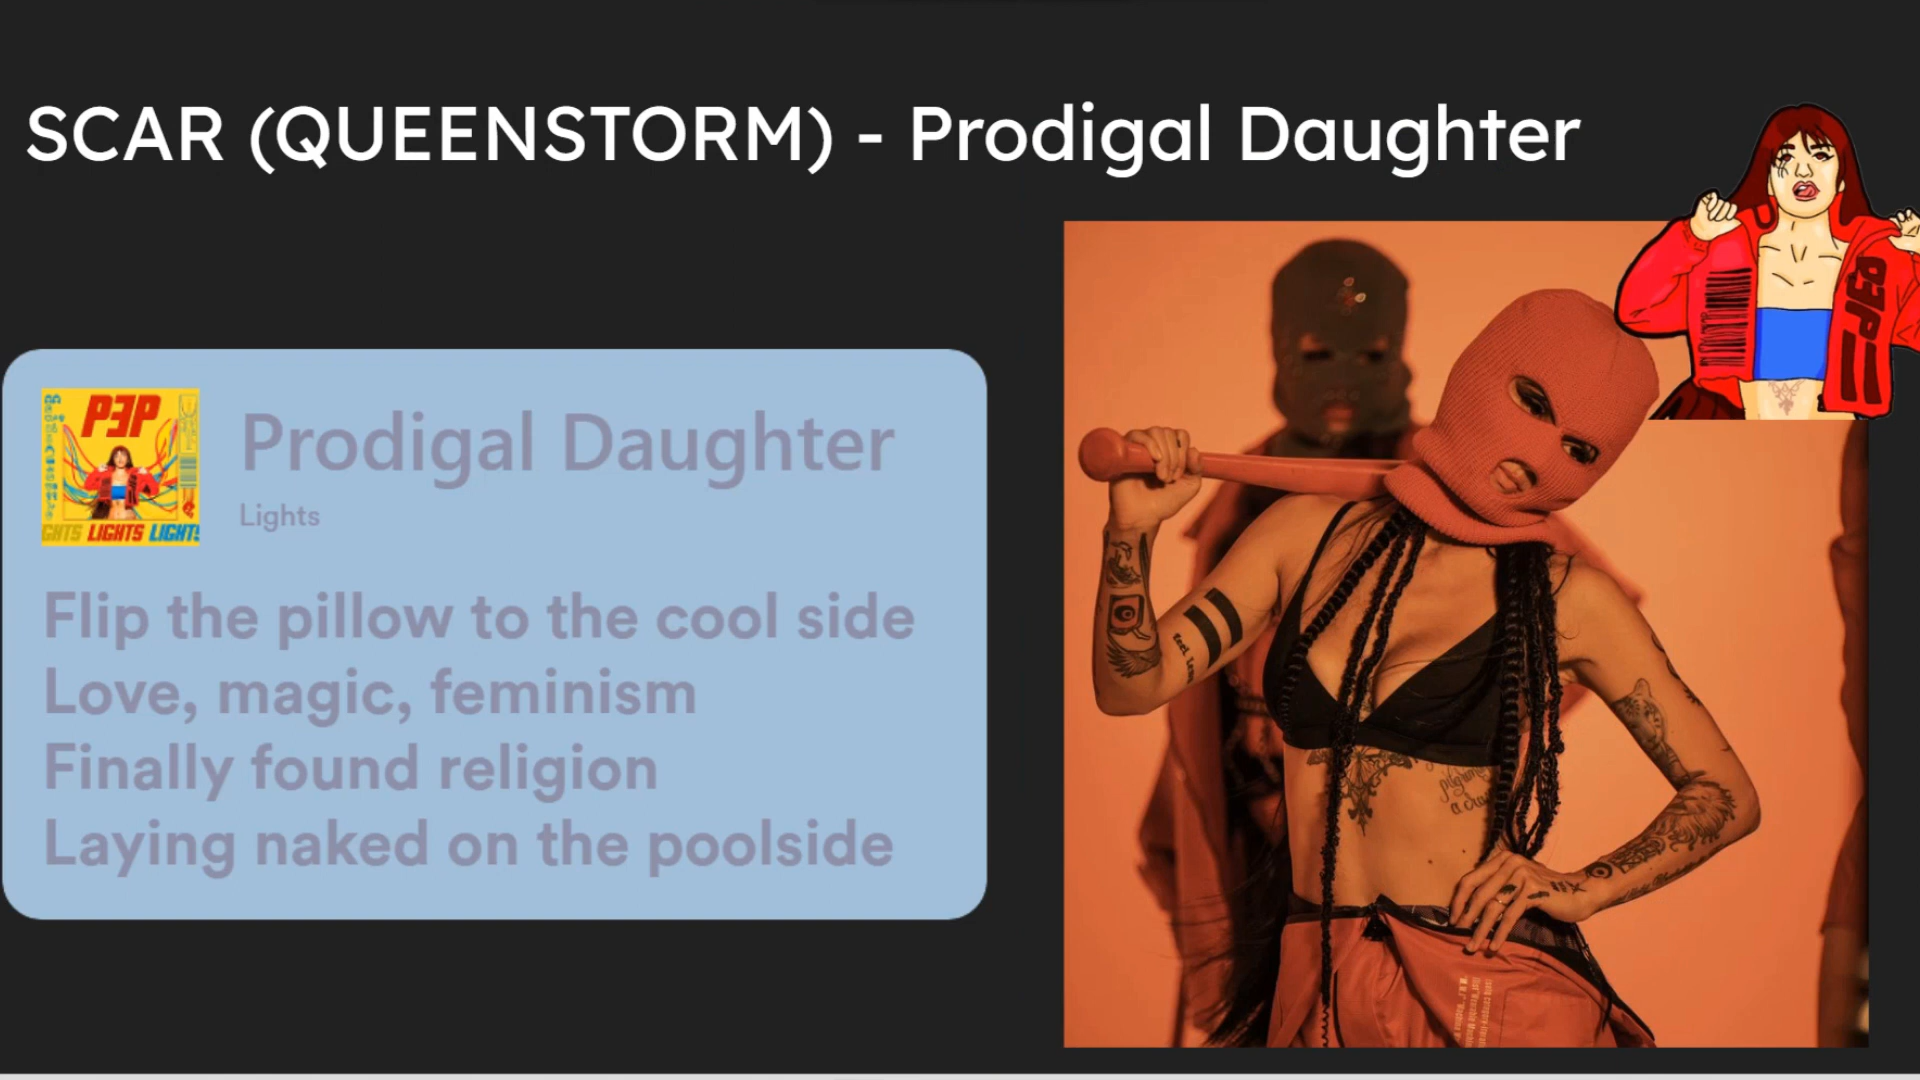 SCAR (QUEENSTORM) - Prodigal Daughter
PEP
LIGHTS LIGHT
Prodigal Daughter
Lights
Flip the pillow to the cool side
Love, magic, feminism
Finally found religion
Laying naked on the poolside